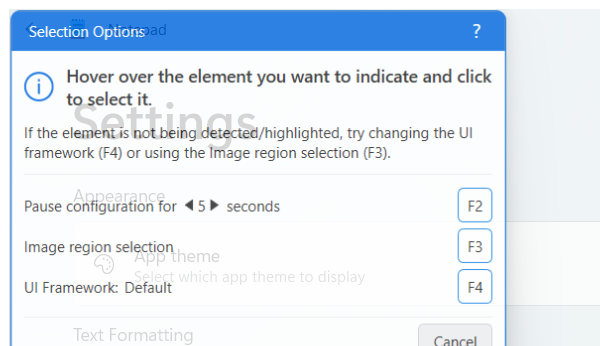 Notepad
Selection Options ?
Hover over the element you want to indicate and click
to select it.
Settings
If the element is not being detected/highlighted, try changing the UI
framework (F4) or using the Image region selection (F3).
Appearance
Pause configuration for 5 seconds F2
Image region selection F3
App theme
Select which app theme to display
UI Framework: Default F4
Text Formatting
Cancel